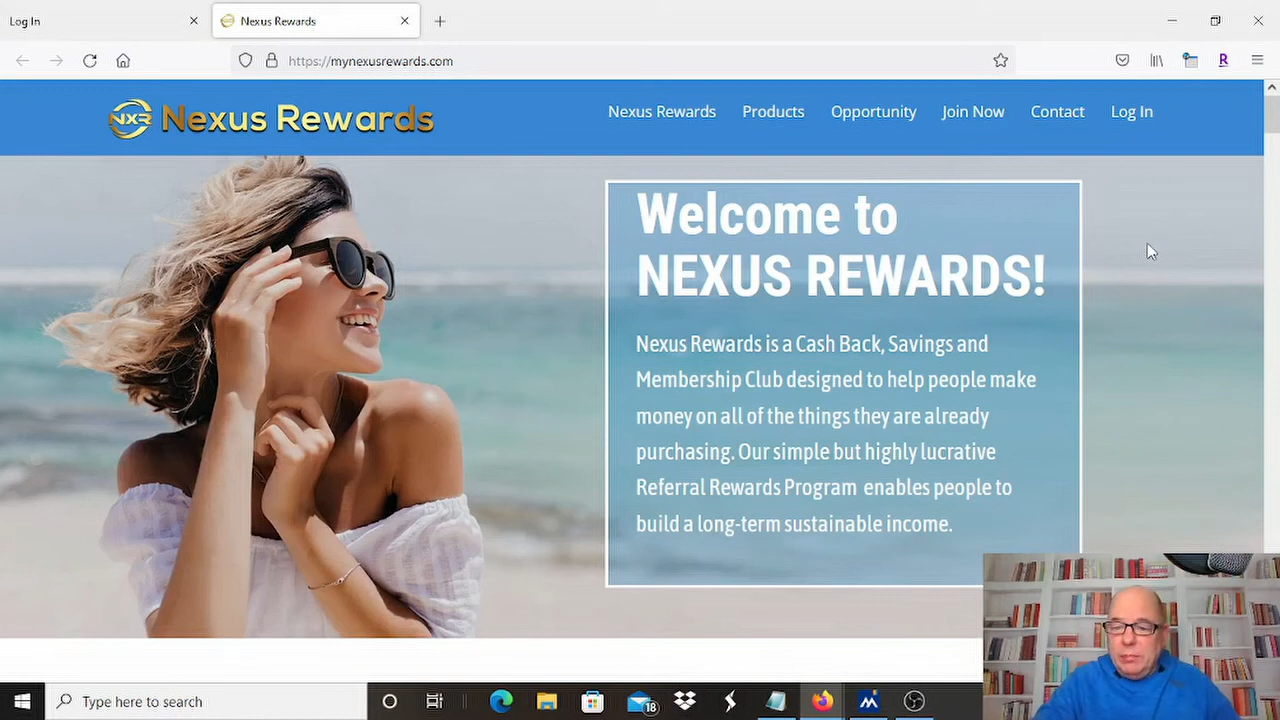 Log In
Nexus Rewards
https://mynexusrewards.com
R
NXR Nexus Rewards
Nexus Rewards Products Opportunity Join Now Contact Log In
Welcome to
NEXUS REWARDS!
Nexus Rewards is a Cash Back, Savings and
Membership Club designed to help people make
money on all of the things they are already
purchasing. Our simple but highly lucrative
Referral Rewards Program enables people to
build a long-term sustainable income.
Type here to search
18